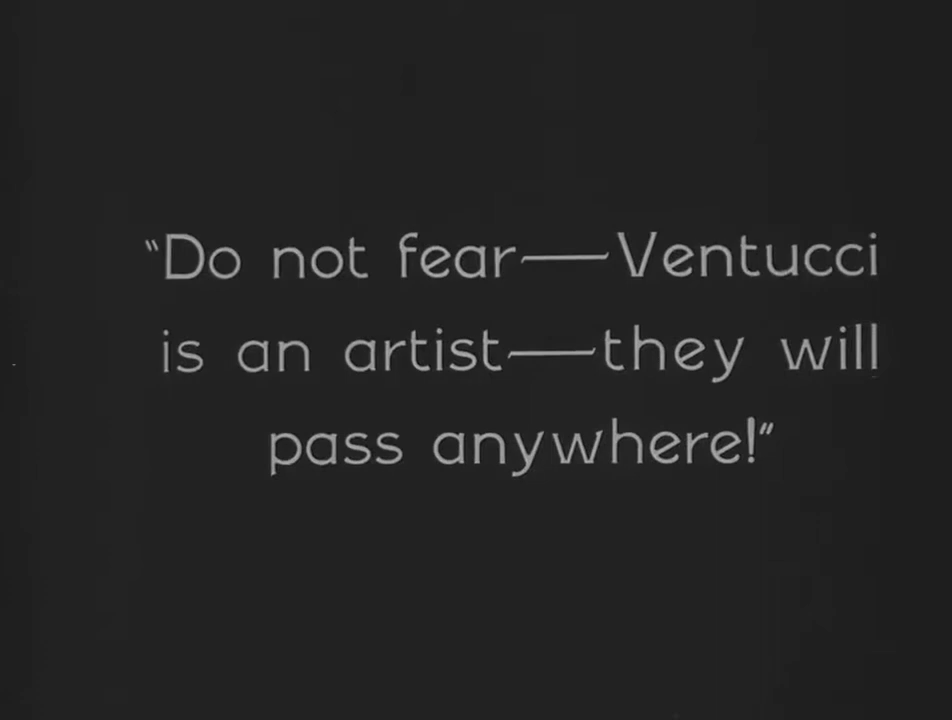 "Do not fear—Ventucci
is an artist—they will
pass anywhere!"